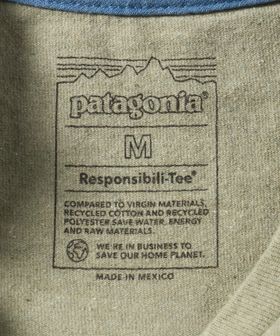 patagonia®
M
Responsibili-Tee®
COMPARED TO VIRGIN MATERIALS,
RECYCLED COTTON AND RECYCLED
POLYESTER SAVE WATER, ENERGY
AND RAW MATERIALS.
WE'RE IN BUSINESS TO
SAVE OUR HOME PLANET.
MADE IN MEXICO